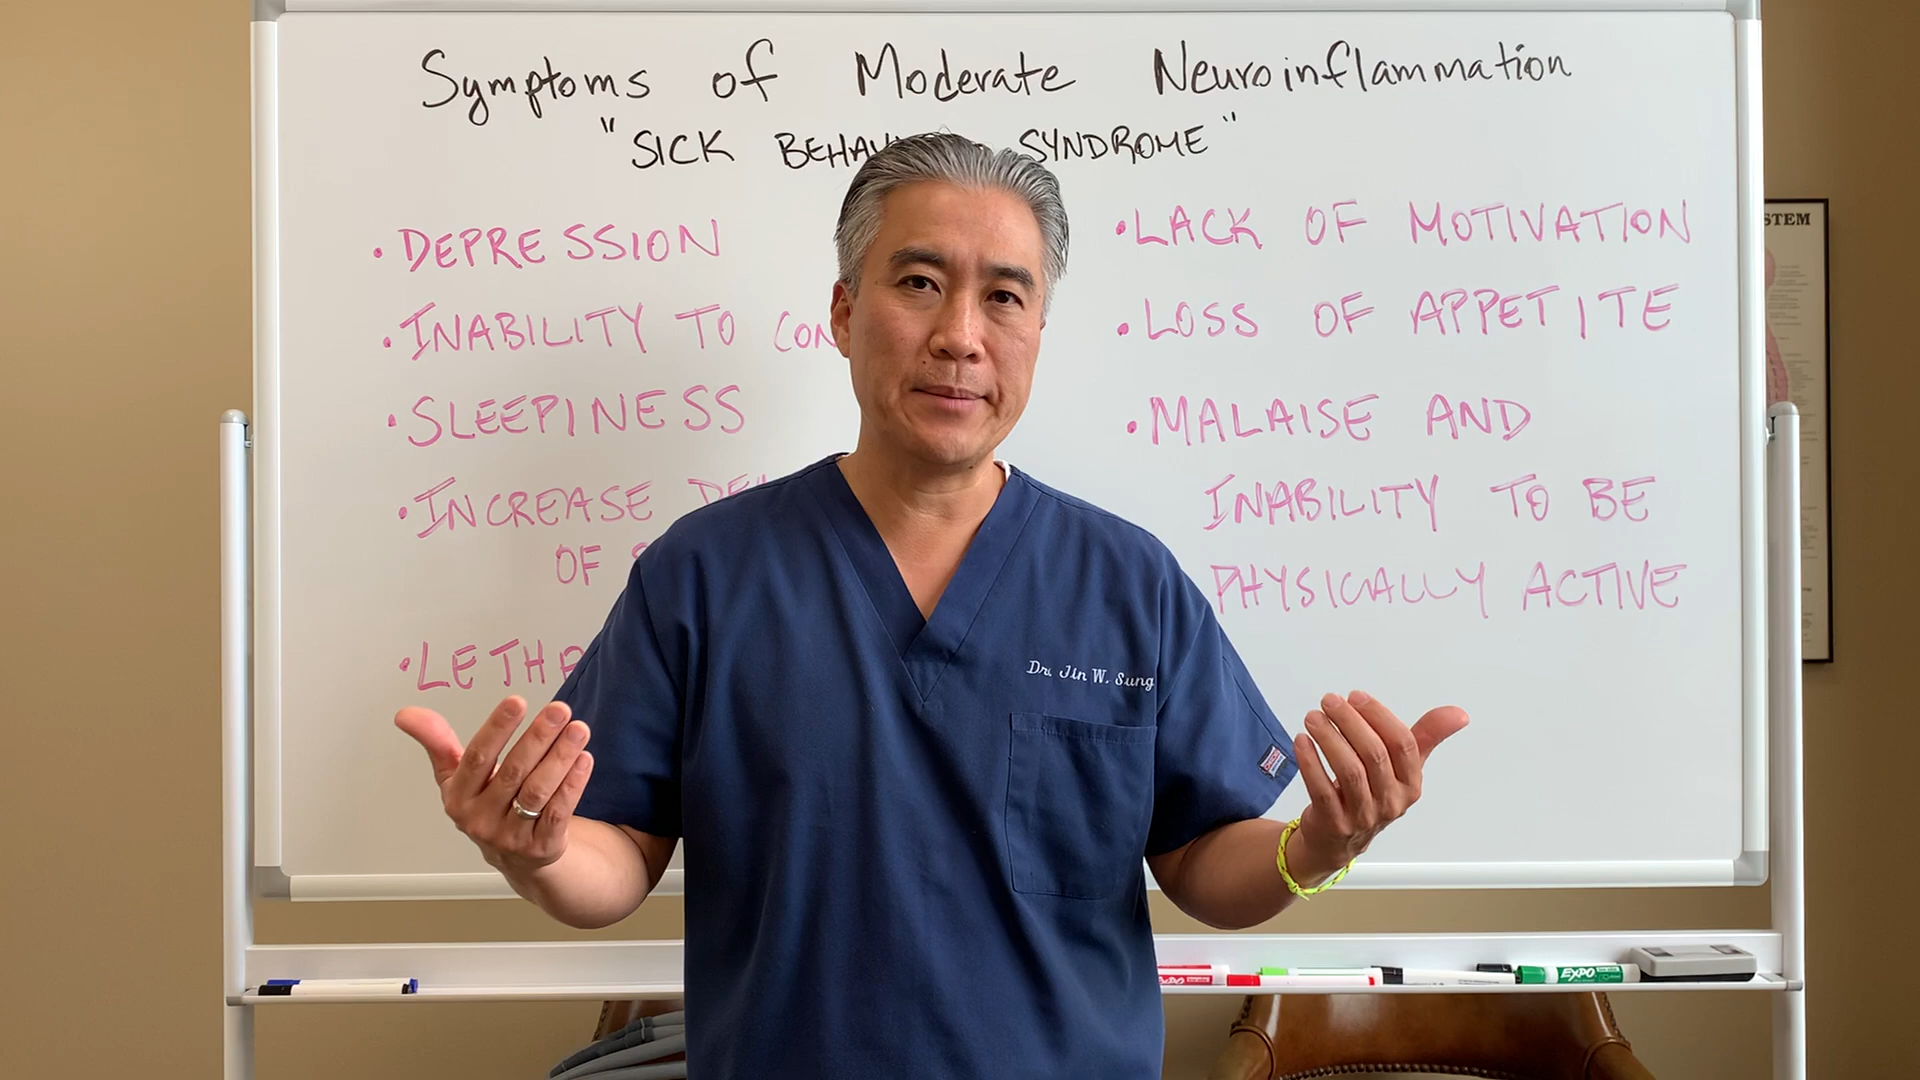 Symptoms of Moderate Neuroinflammation
"SICK SYNDROME"
• DEPRESSION
• INABILITY TO
• SLEEPINESS
• INCREASE
OF
• LACK OF MOTIVATION
• LOSS OF APPETITE
• MALAISE AND
INABILITY TO BE
PHYSICALLY ACTIVE
STEM
Dr. Jin W. Sung
EXPO
EXPO